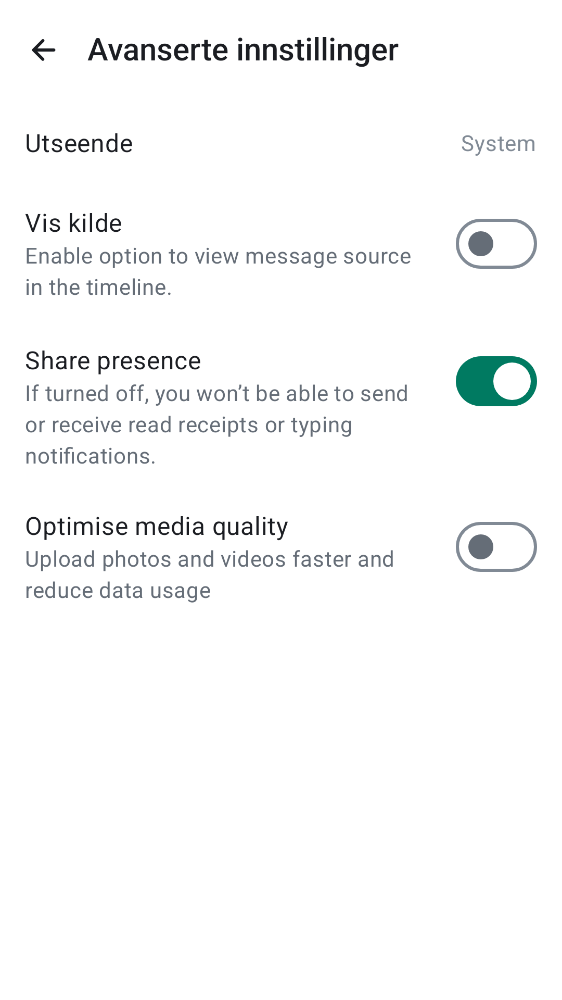 Avanserte innstillinger
Utseende
System
Vis kilde
Enable option to view message source
in the timeline.
Share presence
If turned off, you won’t be able to send
or receive read receipts or typing
notifications.
Optimise media quality
Upload photos and videos faster and
reduce data usage